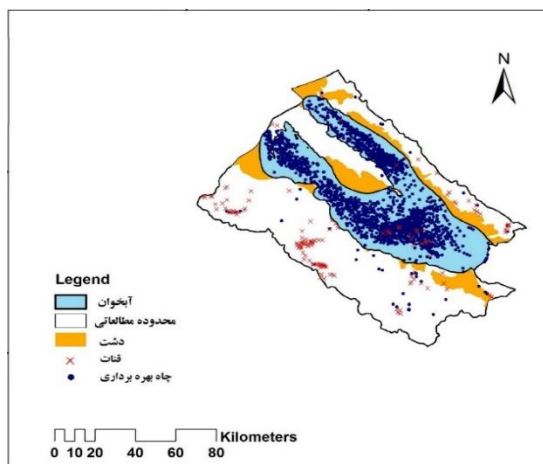 N
Legend
آبخوان
محدوده مطالعاتی
دشت
قنات
چاه بهره برداری
Kilometers
0 10 20 40 60 80